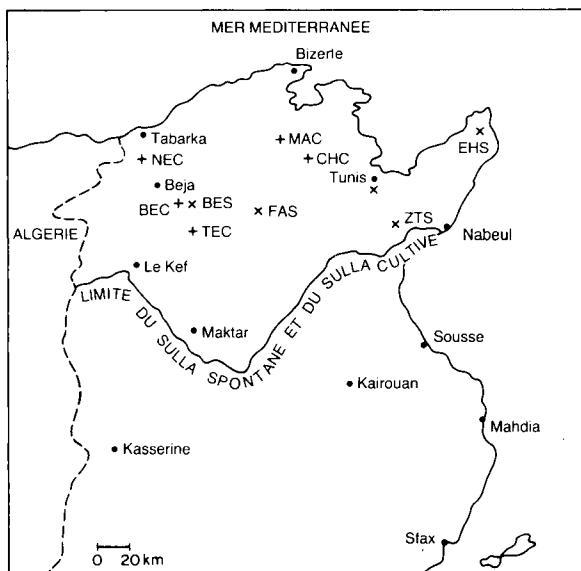 MER MEDITERRANEE
Bizerle
Tabarka
MAC
NEC
CHC
EHS
Tunis
Beja
BEC
BES
FAS
ZTS
Nabeul
ALGERIE
TEC
Le Kef
LIMITE DU SULLA SPONTANE ET DU SULLA CULTIVE
Maktar
Sousse
Kairouan
Mahdia
Kasserine
Sfax
0 20 km